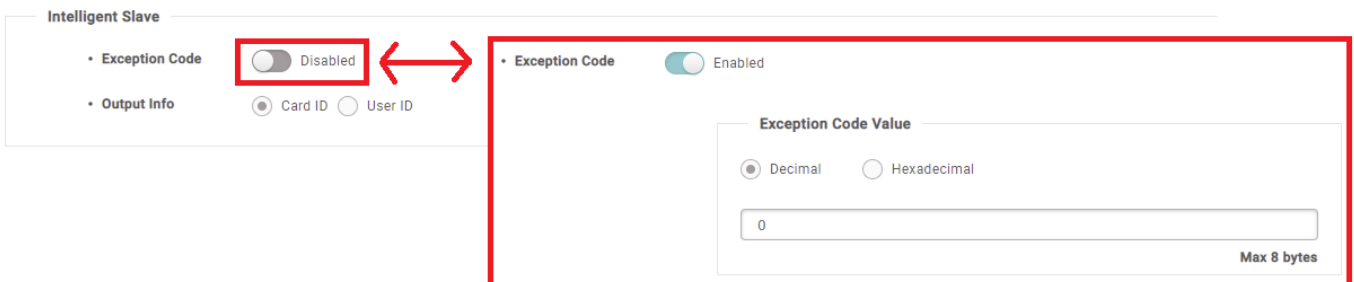 Intelligent Slave
• Exception Code Disabled
• Output Info Card ID User ID
• Exception Code Enabled
Exception Code Value
Decimal Hexadecimal
0
Max 8 bytes